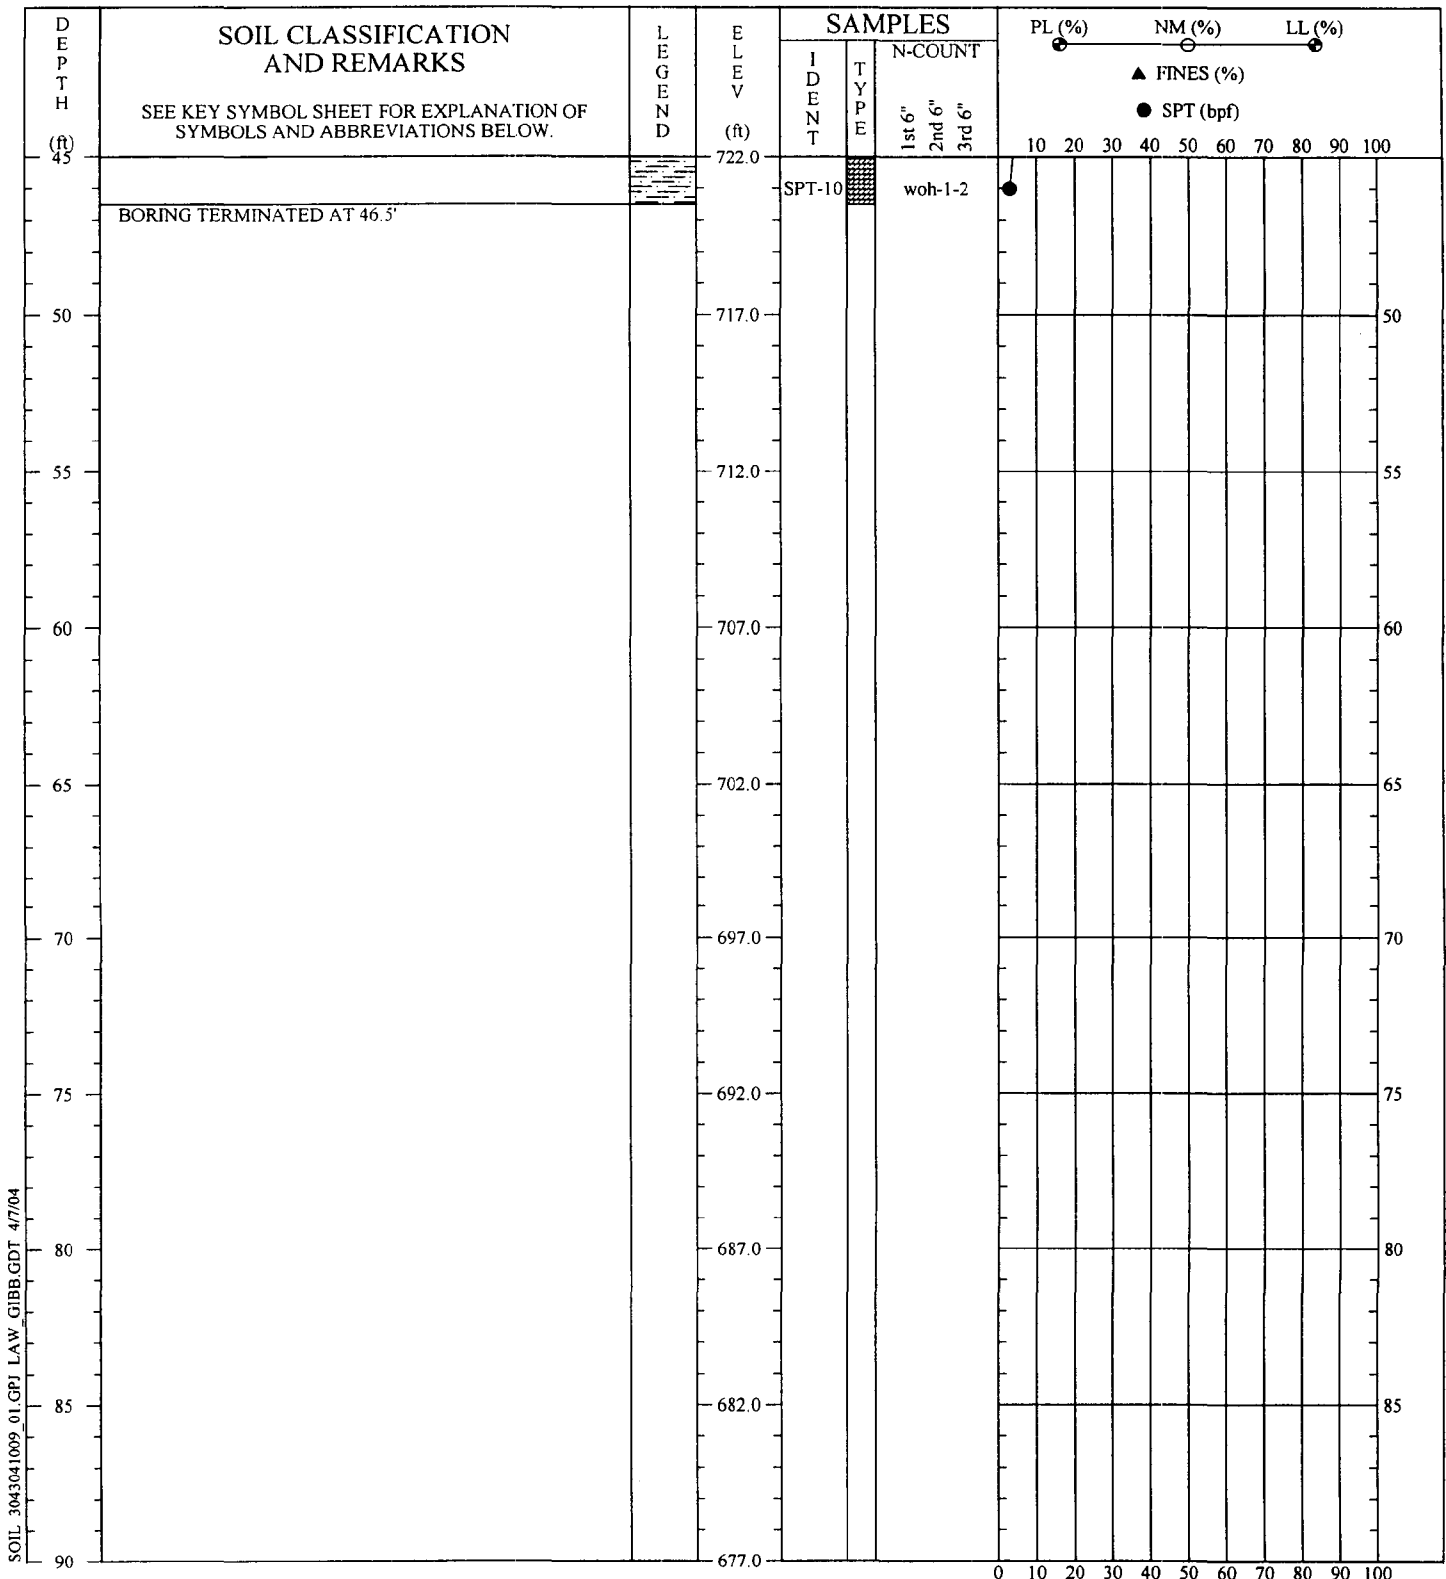 DEPTH (ft)
SOIL CLASSIFICATION
AND REMARKS
SEE KEY SYMBOL SHEET FOR EXPLANATION OF
SYMBOLS AND ABBREVIATIONS BELOW.
LEGEND
ELEV (ft)
SAMPLES
IDENT
TYPE
N-COUNT
1st 6"
2nd 6"
3rd 6"
PL (%) NM (%) LL (%)
▲ FINES (%)
● SPT (bpf)
10 20 30 40 50 60 70 80 90 100
45 722.0
SPT-10 woh-1-2
BORING TERMINATED AT 46.5'
50 717.0 50
55 712.0 55
60 707.0 60
65 702.0 65
70 697.0 70
75 692.0 75
80 687.0 80
85 682.0 85
90 677.0
0 10 20 30 40 50 60 70 80 90 100
SOIL 3043041009_01.GPJ LAW_GIBB.GDT 4/7/04